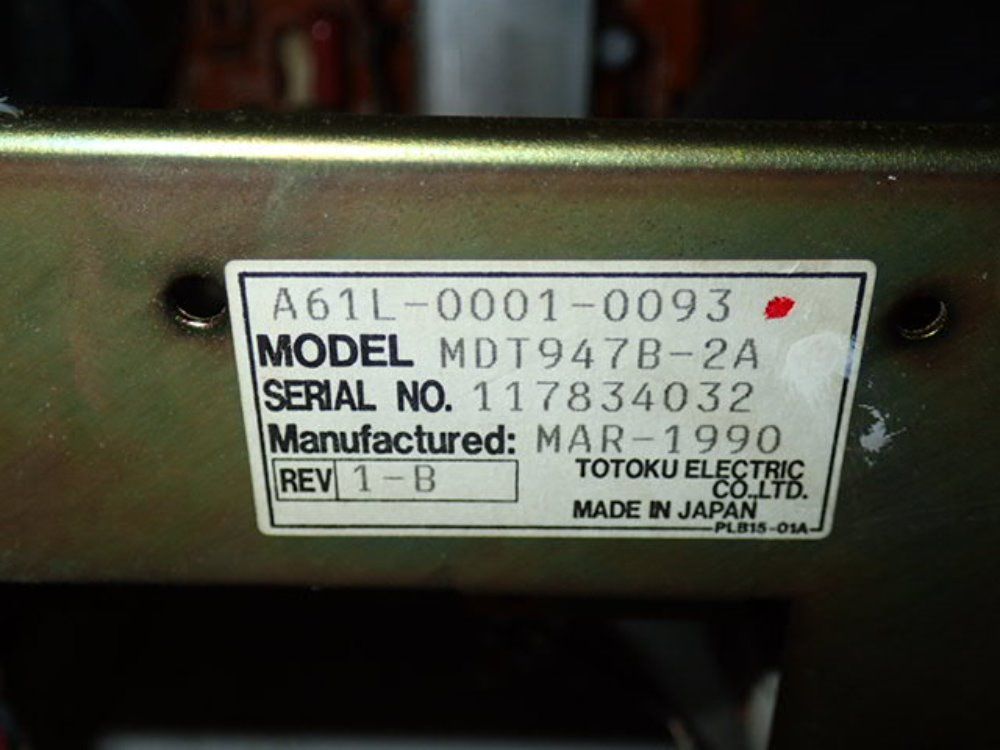 A61L-0001-0093
MODEL MDT947B-2A
SERIAL NO. 117834032
Manufactured: MAR-1990
REV 1-B
TOTOKU ELECTRIC
CO.,LTD.
MADE IN JAPAN
PLB15-01A